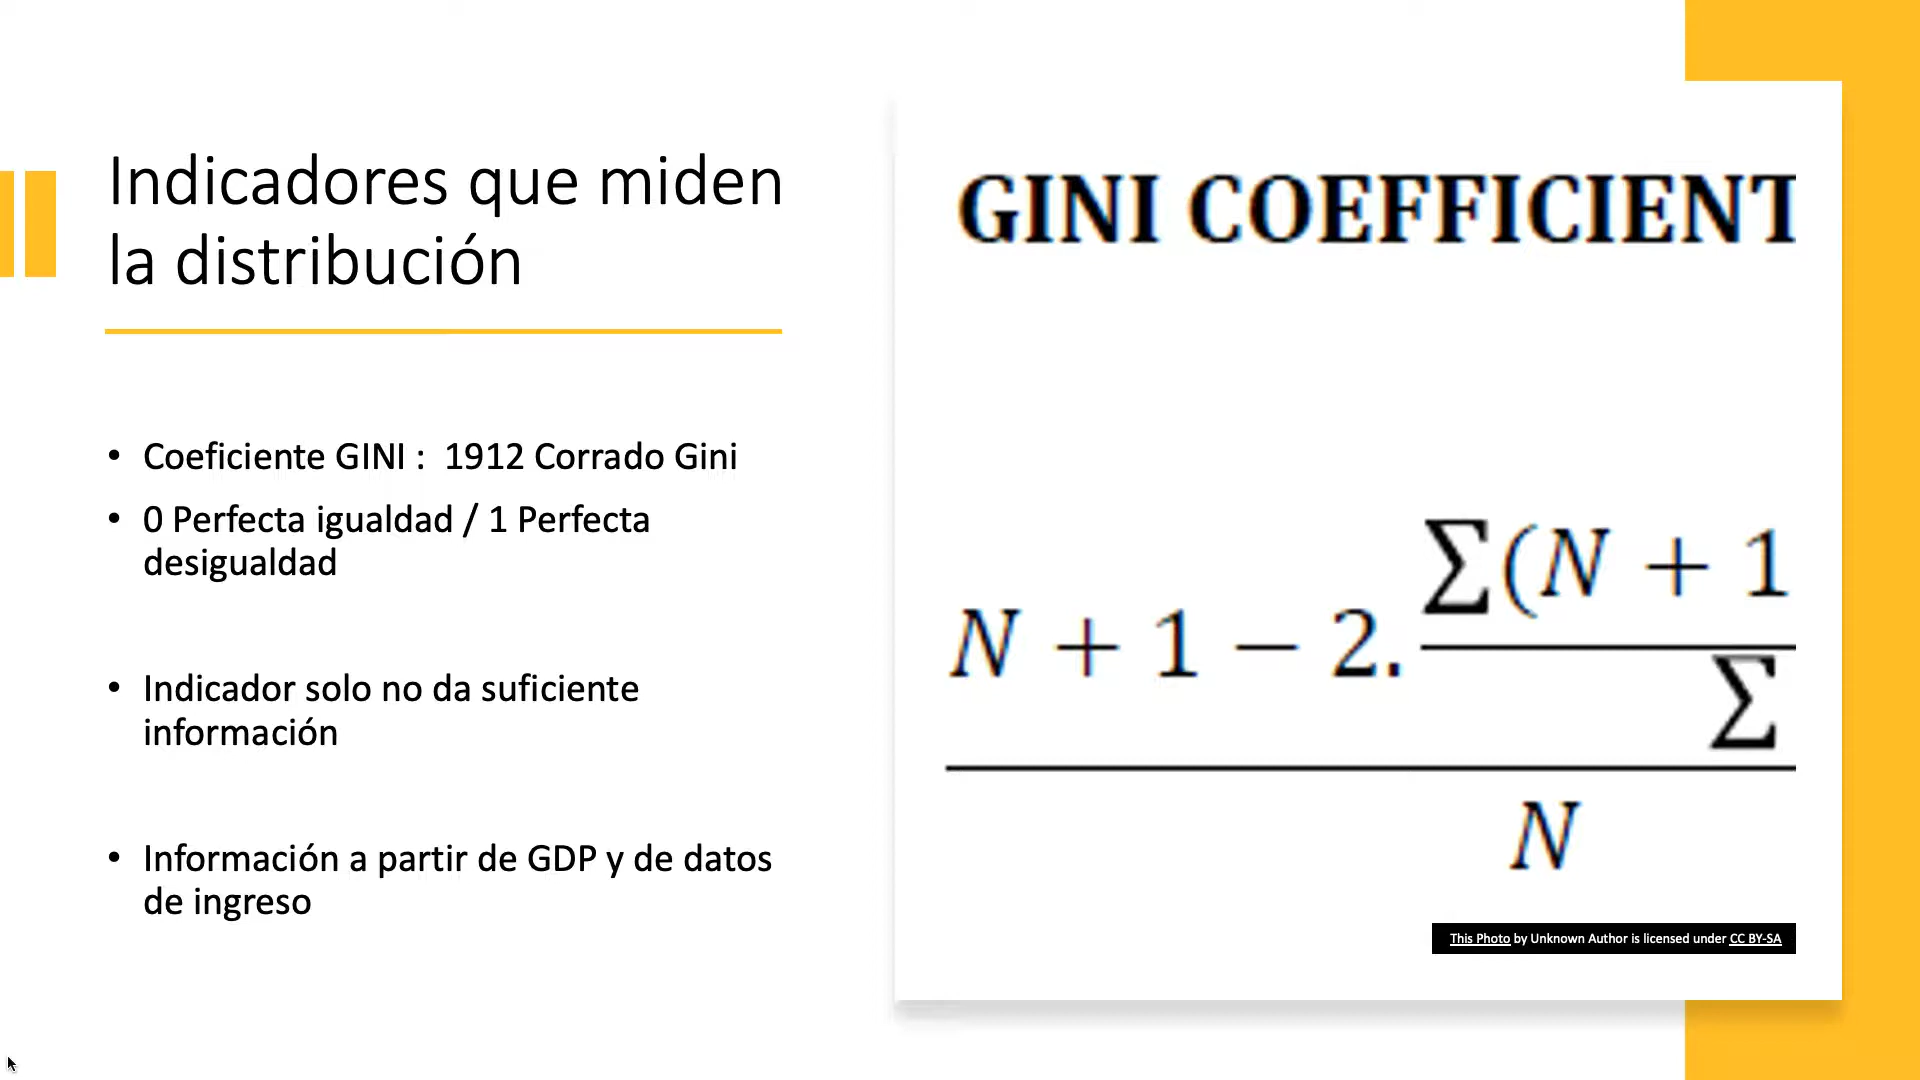 Indicadores que miden
la distribución
• Coeficiente GINI :  1912 Corrado Gini
• 0 Perfecta igualdad / 1 Perfecta
desigualdad
• Indicador solo no da suficiente
información
• Información a partir de GDP y de datos
de ingreso
GINI COEFFICIENT
∑(N + 1
N + 1 − 2.
∑
N
This Photo by Unknown Author is licensed under CC BY-SA